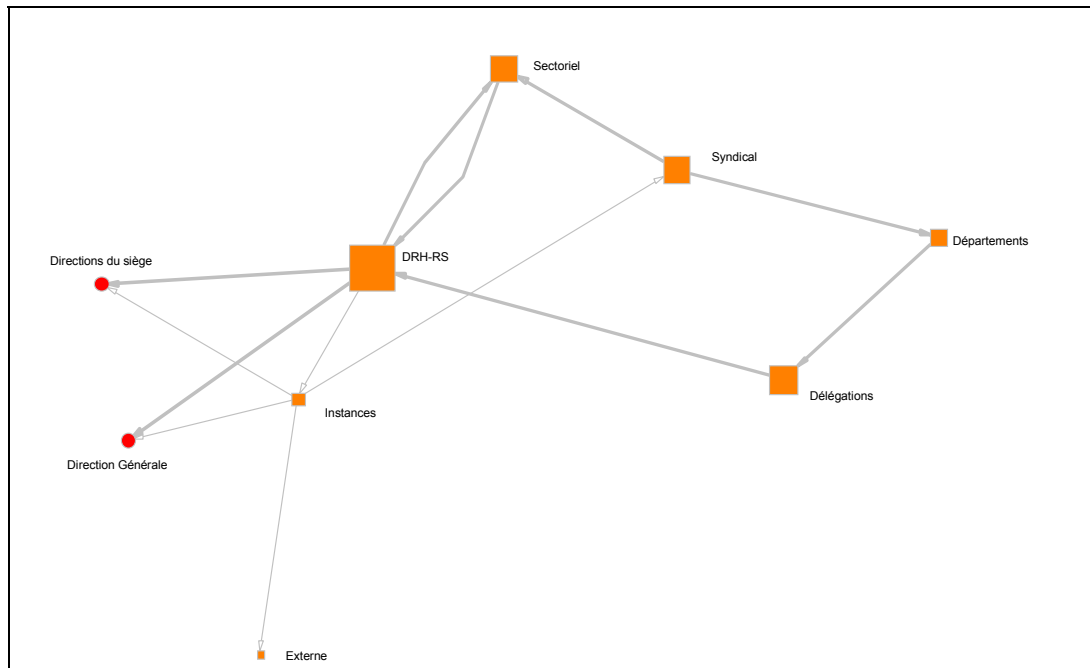 Sectoriel
Syndical
Départements
DRH-RS
Directions du siège
Délégations
Instances
Direction Générale
Externe